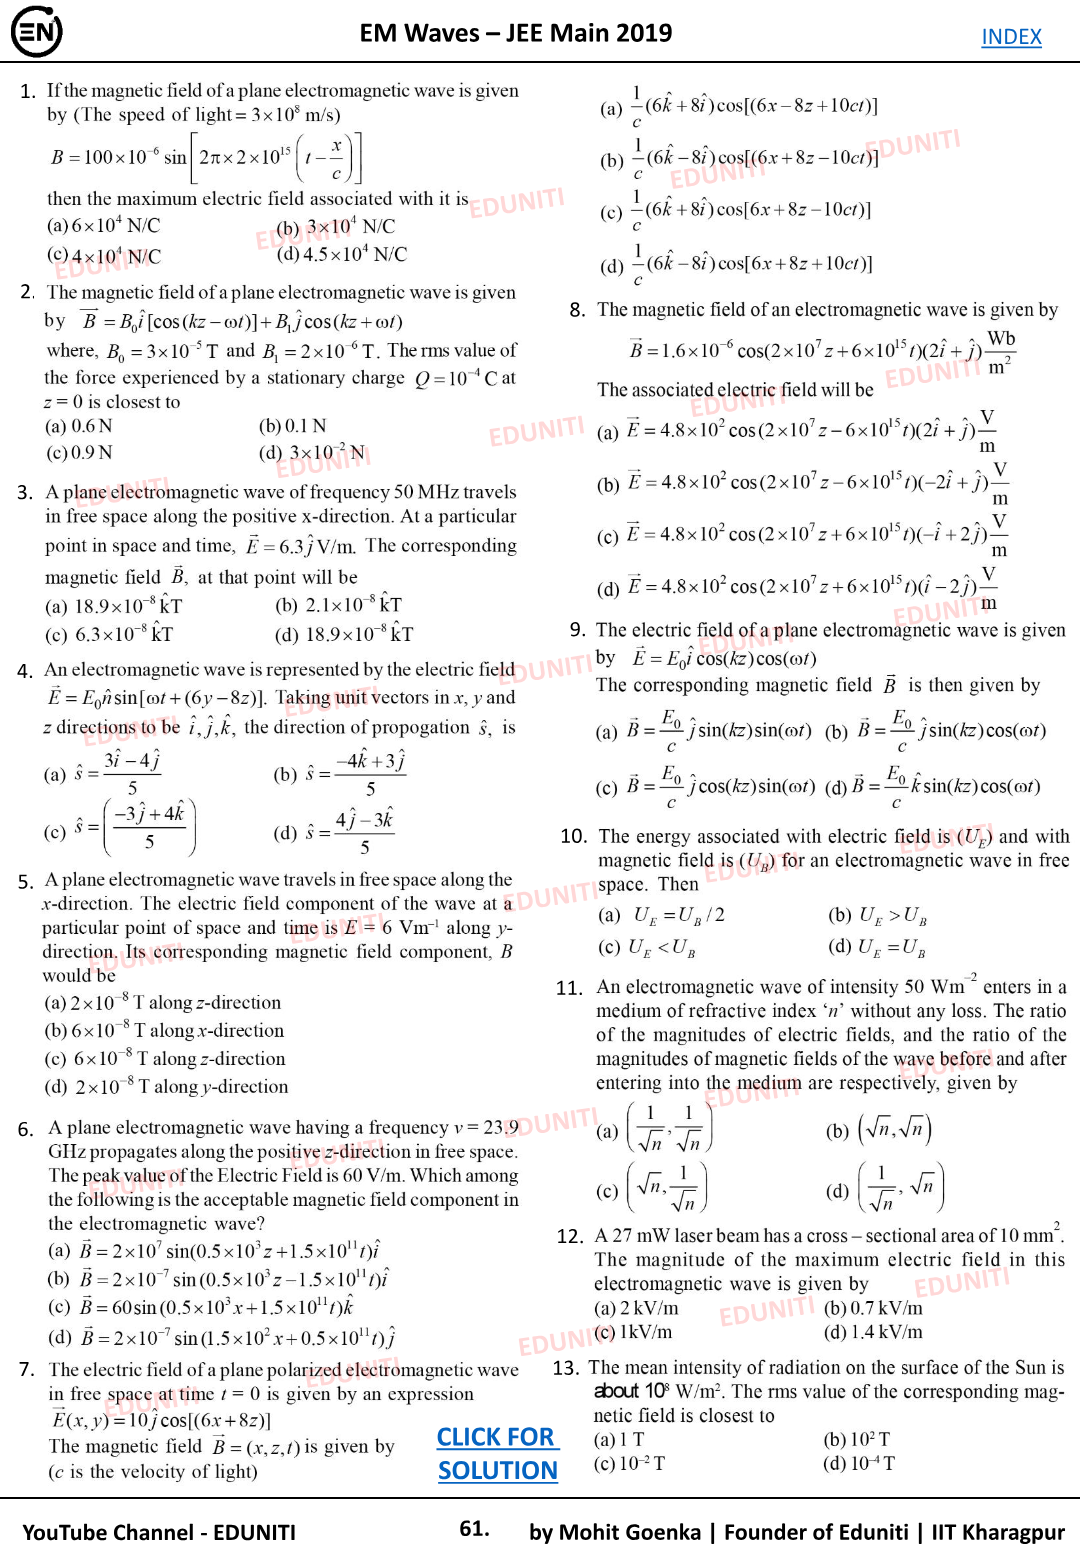 EN
EM Waves – JEE Main 2019
INDEX
1. If the magnetic field of a plane electromagnetic wave is given
by (The speed of light = 3×10⁸ m/s)
B = 100×10⁻⁶ sin[2π×2×10¹⁵(t − x/c)]
then the maximum electric field associated with it is
(a) 6×10⁴ N/C (b) 3×10⁴ N/C
(c) 4×10⁴ N/C (d) 4.5×10⁴ N/C
2. The magnetic field of a plane electromagnetic wave is given
by B⃗ = B₀î[cos(kz − ωt)] + B₁ĵ cos(kz + ωt)
where, B₀ = 3×10⁻⁵ T and B₁ = 2×10⁻⁶ T. The rms value of
the force experienced by a stationary charge Q = 10⁻⁴ C at
z = 0 is closest to
(a) 0.6 N (b) 0.1 N
(c) 0.9 N (d) 3×10⁻² N
3. A plane electromagnetic wave of frequency 50 MHz travels
in free space along the positive x-direction. At a particular
point in space and time, E⃗ = 6.3ĵ V/m. The corresponding
magnetic field B⃗, at that point will be
(a) 18.9×10⁻⁸ k̂T (b) 2.1×10⁻⁸ k̂T
(c) 6.3×10⁻⁸ k̂T (d) 18.9×10⁻⁸ k̂T
4. An electromagnetic wave is represented by the electric field
E⃗ = E₀n̂ sin[ωt + (6y − 8z)]. Taking unit vectors in x, y and
z directions to be î, ĵ, k̂, the direction of propogation ŝ, is
(a) ŝ = (3î − 4ĵ)/5 (b) ŝ = (−4k̂ + 3ĵ)/5
(c) ŝ = ((−3ĵ + 4k̂)/5) (d) ŝ = (4ĵ − 3k̂)/5
5. A plane electromagnetic wave travels in free space along the
x-direction. The electric field component of the wave at a
particular point of space and time is E = 6 Vm⁻¹ along y-
direction. Its corresponding magnetic field component, B
would be
(a) 2×10⁻⁸ T along z-direction
(b) 6×10⁻⁸ T along x-direction
(c) 6×10⁻⁸ T along z-direction
(d) 2×10⁻⁸ T along y-direction
6. A plane electromagnetic wave having a frequency ν = 23.9
GHz propagates along the positive z-direction in free space.
The peak value of the Electric Field is 60 V/m. Which among
the following is the acceptable magnetic field component in
the electromagnetic wave?
(a) B⃗ = 2×10⁷ sin(0.5×10³z + 1.5×10¹¹t)î
(b) B⃗ = 2×10⁻⁷ sin(0.5×10³z − 1.5×10¹¹t)î
(c) B⃗ = 60 sin(0.5×10³x + 1.5×10¹¹t)k̂
(d) B⃗ = 2×10⁻⁷ sin(1.5×10²x + 0.5×10¹¹t)ĵ
7. The electric field of a plane polarized electromagnetic wave
in free space at time t = 0 is given by an expression
E⃗(x, y) = 10ĵ cos[(6x + 8z)]
The magnetic field B⃗ = (x, z, t) is given by
(c is the velocity of light)
CLICK FOR
SOLUTION
(a) 1/c (6k̂ + 8î) cos[(6x − 8z + 10ct)]
(b) 1/c (6k̂ − 8î) cos[(6x + 8z − 10ct)]
(c) 1/c (6k̂ + 8î) cos[6x + 8z − 10ct)]
(d) 1/c (6k̂ − 8î) cos[6x + 8z + 10ct)]
8. The magnetic field of an electromagnetic wave is given by
B⃗ = 1.6×10⁻⁶ cos(2×10⁷z + 6×10¹⁵t)(2î + ĵ) Wb/m²
The associated electric field will be
(a) E⃗ = 4.8×10² cos(2×10⁷z − 6×10¹⁵t)(2î + ĵ) V/m
(b) E⃗ = 4.8×10² cos(2×10⁷z − 6×10¹⁵t)(−2î + ĵ) V/m
(c) E⃗ = 4.8×10² cos(2×10⁷z + 6×10¹⁵t)(−î + 2ĵ) V/m
(d) E⃗ = 4.8×10² cos(2×10⁷z + 6×10¹⁵t)(î − 2ĵ) V/m
9. The electric field of a plane electromagnetic wave is given
by E⃗ = E₀î cos(kz) cos(ωt)
The corresponding magnetic field B⃗ is then given by
(a) B⃗ = E₀/c ĵ sin(kz) sin(ωt) (b) B⃗ = E₀/c ĵ sin(kz) cos(ωt)
(c) B⃗ = E₀/c ĵ cos(kz) sin(ωt) (d) B⃗ = E₀/c k̂ sin(kz) cos(ωt)
10. The energy associated with electric field is (U_E) and with
magnetic field is (U_B) for an electromagnetic wave in free
space. Then
(a) U_E = U_B/2 (b) U_E > U_B
(c) U_E < U_B (d) U_E = U_B
11. An electromagnetic wave of intensity 50 Wm⁻² enters in a
medium of refractive index ‘n’ without any loss. The ratio
of the magnitudes of electric fields, and the ratio of the
magnitudes of magnetic fields of the wave before and after
entering into the medium are respectively, given by
(a) (1/√n, 1/√n) (b) (√n, √n)
(c) (√n, 1/√n) (d) (1/√n, √n)
12. A 27 mW laser beam has a cross – sectional area of 10 mm².
The magnitude of the maximum electric field in this
electromagnetic wave is given by
(a) 2 kV/m (b) 0.7 kV/m
(c) 1kV/m (d) 1.4 kV/m
13. The mean intensity of radiation on the surface of the Sun is
about 10⁸ W/m². The rms value of the corresponding mag-
netic field is closest to
(a) 1 T (b) 10² T
(c) 10⁻² T (d) 10⁻⁴ T
YouTube Channel - EDUNITI
61.
by Mohit Goenka | Founder of Eduniti | IIT Kharagpur